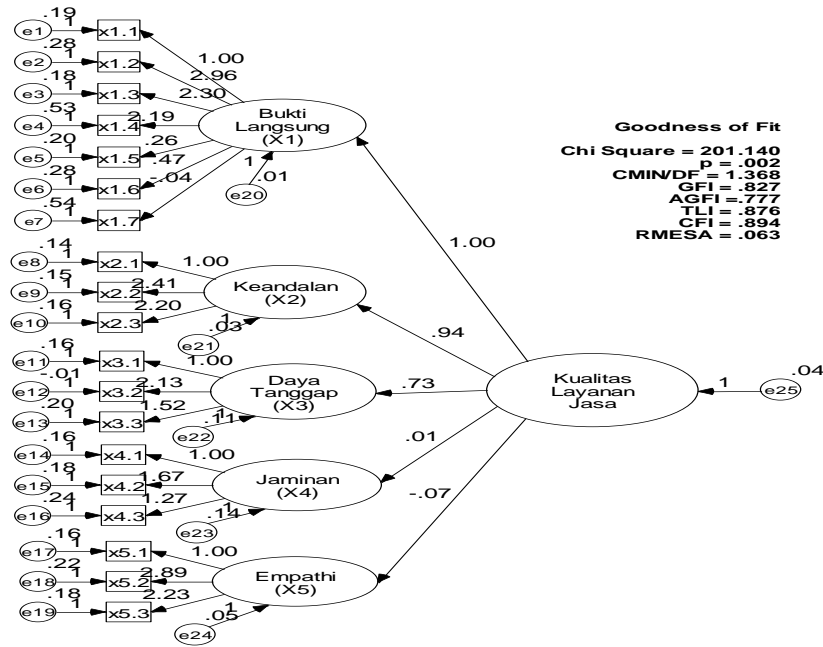 .19
1
e1
x1.1
.28
1
e2
x1.2
.18
1
e3
x1.3
.53
1
e4
x1.4
.20
1
e5
x1.5
.28
1
e6
x1.6
.54
1
e7
x1.7
1.00
2.96
2.30
2.19
.26
.47
-.04
Bukti
Langsung
(X1)
1
.01
e20
.14
1
e8
x2.1
.15
1
e9
x2.2
.16
1
e10
x2.3
1.00
2.41
2.20
Keandalan
(X2)
1
.03
e21
.16
1
e11
x3.1
-.01
1
e12
x3.2
.20
1
e13
x3.3
1.00
2.13
1.52
Daya
Tanggap
(X3)
1
.11
e22
.16
1
e14
x4.1
.18
1
e15
x4.2
.24
1
e16
x4.3
1.00
1.67
1.27
Jaminan
(X4)
1
.14
e23
.16
1
e17
x5.1
.22
1
e18
x5.2
.18
1
e19
x5.3
1.00
2.89
2.23
Empathi
(X5)
1
.05
e24
1.00
.94
.73
.01
-.07
Kualitas
Layanan
Jasa
1
.04
e25
Goodness of Fit
Chi Square = 201.140
p = .002
CMIN/DF = 1.368
GFI = .827
AGFI =.777
TLI = .876
CFI = .894
RMESA = .063